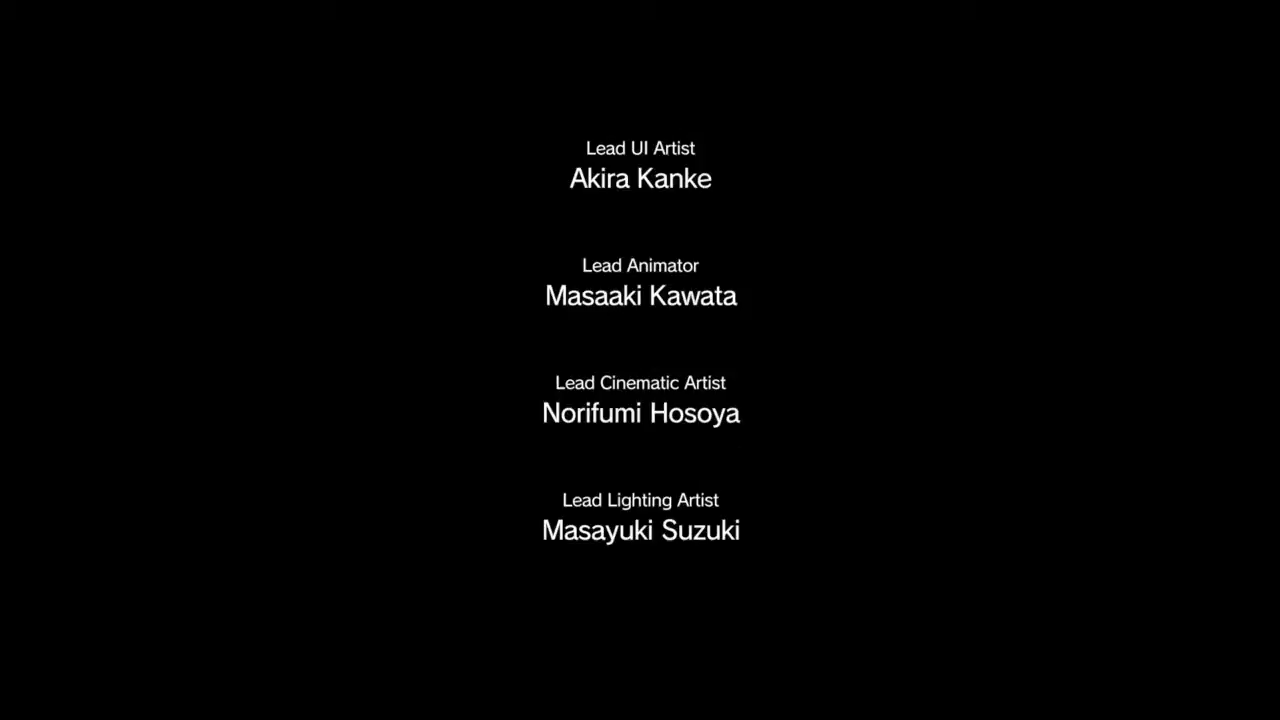 Lead UI Artist
Akira Kanke
Lead Animator
Masaaki Kawata
Lead Cinematic Artist
Norifumi Hosoya
Lead Lighting Artist
Masayuki Suzuki